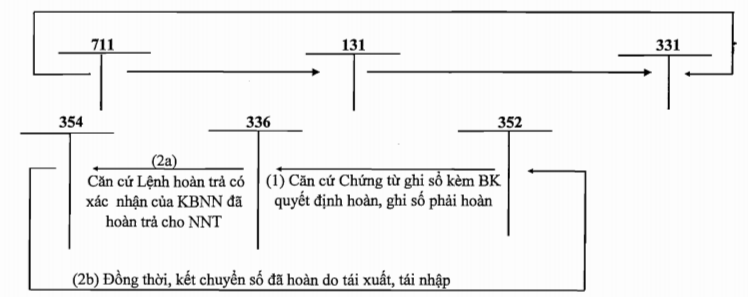 711 131 331
354 336 352
(2a)
Căn cứ Lệnh hoàn trả có
xác nhận của KBNN đã
hoàn trả cho NNT
(1) Căn cứ Chứng từ ghi sổ kèm BK
quyết định hoàn, ghi số phải hoàn
(2b) Đồng thời, kết chuyển số đã hoàn do tái xuất, tái nhập